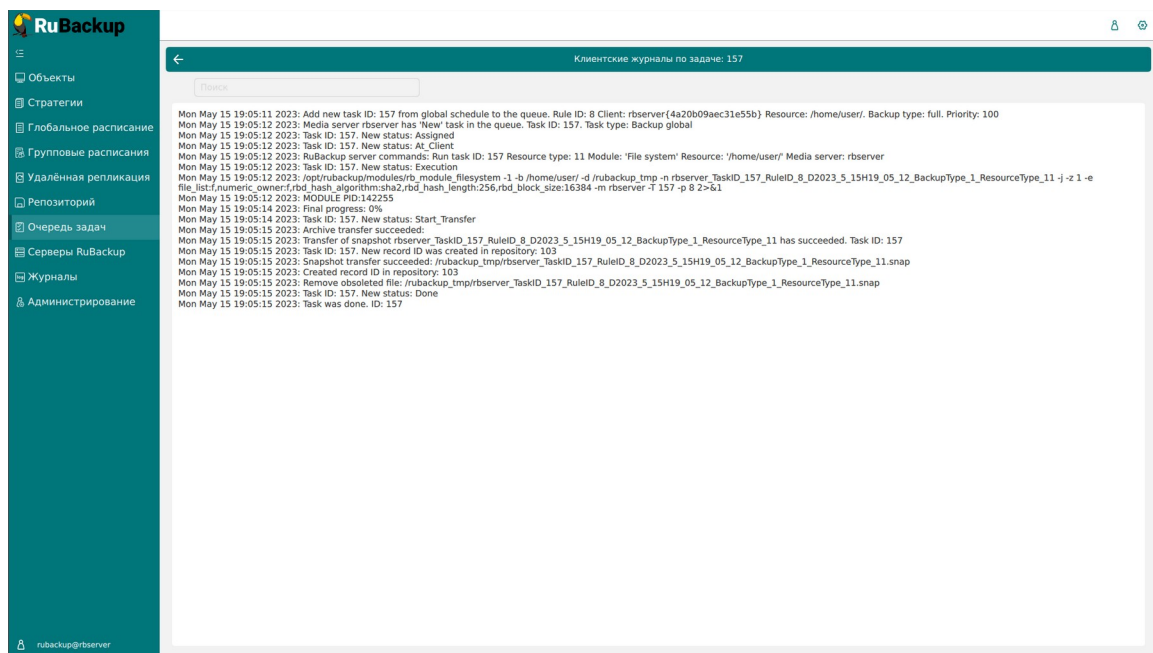 RuBackup
Объекты
Стратегии
Глобальное расписание
Групповые расписания
Удалённая репликация
Репозиторий
Очередь задач
Серверы RuBackup
Журналы
Администрирование
rubackup@rbserver
Клиентские журналы по задаче: 157
Поиск
Mon May 15 19:05:11 2023: Add new task ID: 157 from global schedule to the queue. Rule ID: 8 Client: rbserver{4a20b09aec31e55b} Resource: /home/user/. Backup type: full. Priority: 100
Mon May 15 19:05:12 2023: Media server rbserver has 'New' task in the queue. Task ID: 157. Task type: Backup global
Mon May 15 19:05:12 2023: Task ID: 157. New status: Assigned
Mon May 15 19:05:12 2023: Task ID: 157. New status: At_Client
Mon May 15 19:05:12 2023: RuBackup server commands: Run task ID: 157 Resource type: 11 Module: 'File system' Resource: '/home/user/' Media server: rbserver
Mon May 15 19:05:12 2023: Task ID: 157. New status: Execution
Mon May 15 19:05:12 2023: /opt/rubackup/modules/rb_module_filesystem -1 -b /home/user/ -d /rubackup_tmp -n rbserver_TaskID_157_RuleID_8_D2023_5_15H19_05_12_BackupType_1_ResourceType_11 -j -z 1 -e
file_list:f,numeric_owner:f,rbd_hash_algorithm:sha2,rbd_hash_length:256,rbd_block_size:16384 -m rbserver -T 157 -p 8 2>&1
Mon May 15 19:05:12 2023: MODULE PID:142255
Mon May 15 19:05:14 2023: Final progress: 0%
Mon May 15 19:05:14 2023: Task ID: 157. New status: Start_Transfer
Mon May 15 19:05:15 2023: Archive transfer succeeded:
Mon May 15 19:05:15 2023: Transfer of snapshot rbserver_TaskID_157_RuleID_8_D2023_5_15H19_05_12_BackupType_1_ResourceType_11 has succeeded. Task ID: 157
Mon May 15 19:05:15 2023: Task ID: 157. New record ID was created in repository: 103
Mon May 15 19:05:15 2023: Snapshot transfer succeeded: /rubackup_tmp/rbserver_TaskID_157_RuleID_8_D2023_5_15H19_05_12_BackupType_1_ResourceType_11.snap
Mon May 15 19:05:15 2023: Created record ID in repository: 103
Mon May 15 19:05:15 2023: Remove obsoleted file: /rubackup_tmp/rbserver_TaskID_157_RuleID_8_D2023_5_15H19_05_12_BackupType_1_ResourceType_11.snap
Mon May 15 19:05:15 2023: Task ID: 157. New status: Done
Mon May 15 19:05:15 2023: Task was done. ID: 157